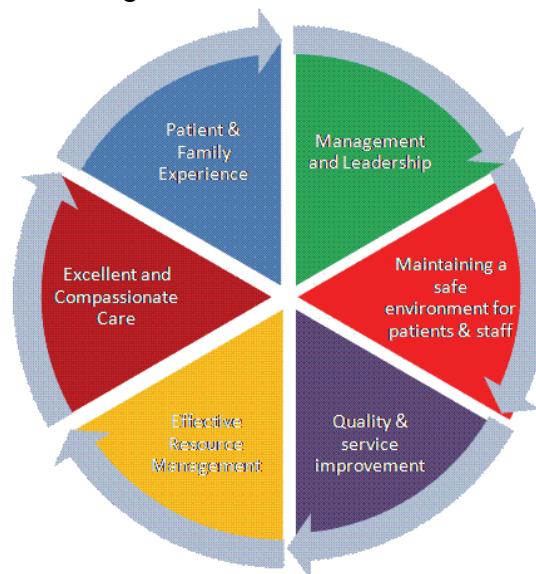 Patient &
Family
Experience
Management
and Leadership
Maintaining a
safe
environment for
patients & staff
Quality &
service
improvement
Effective
Resource
Management
Excellent and
Compassionate
Care